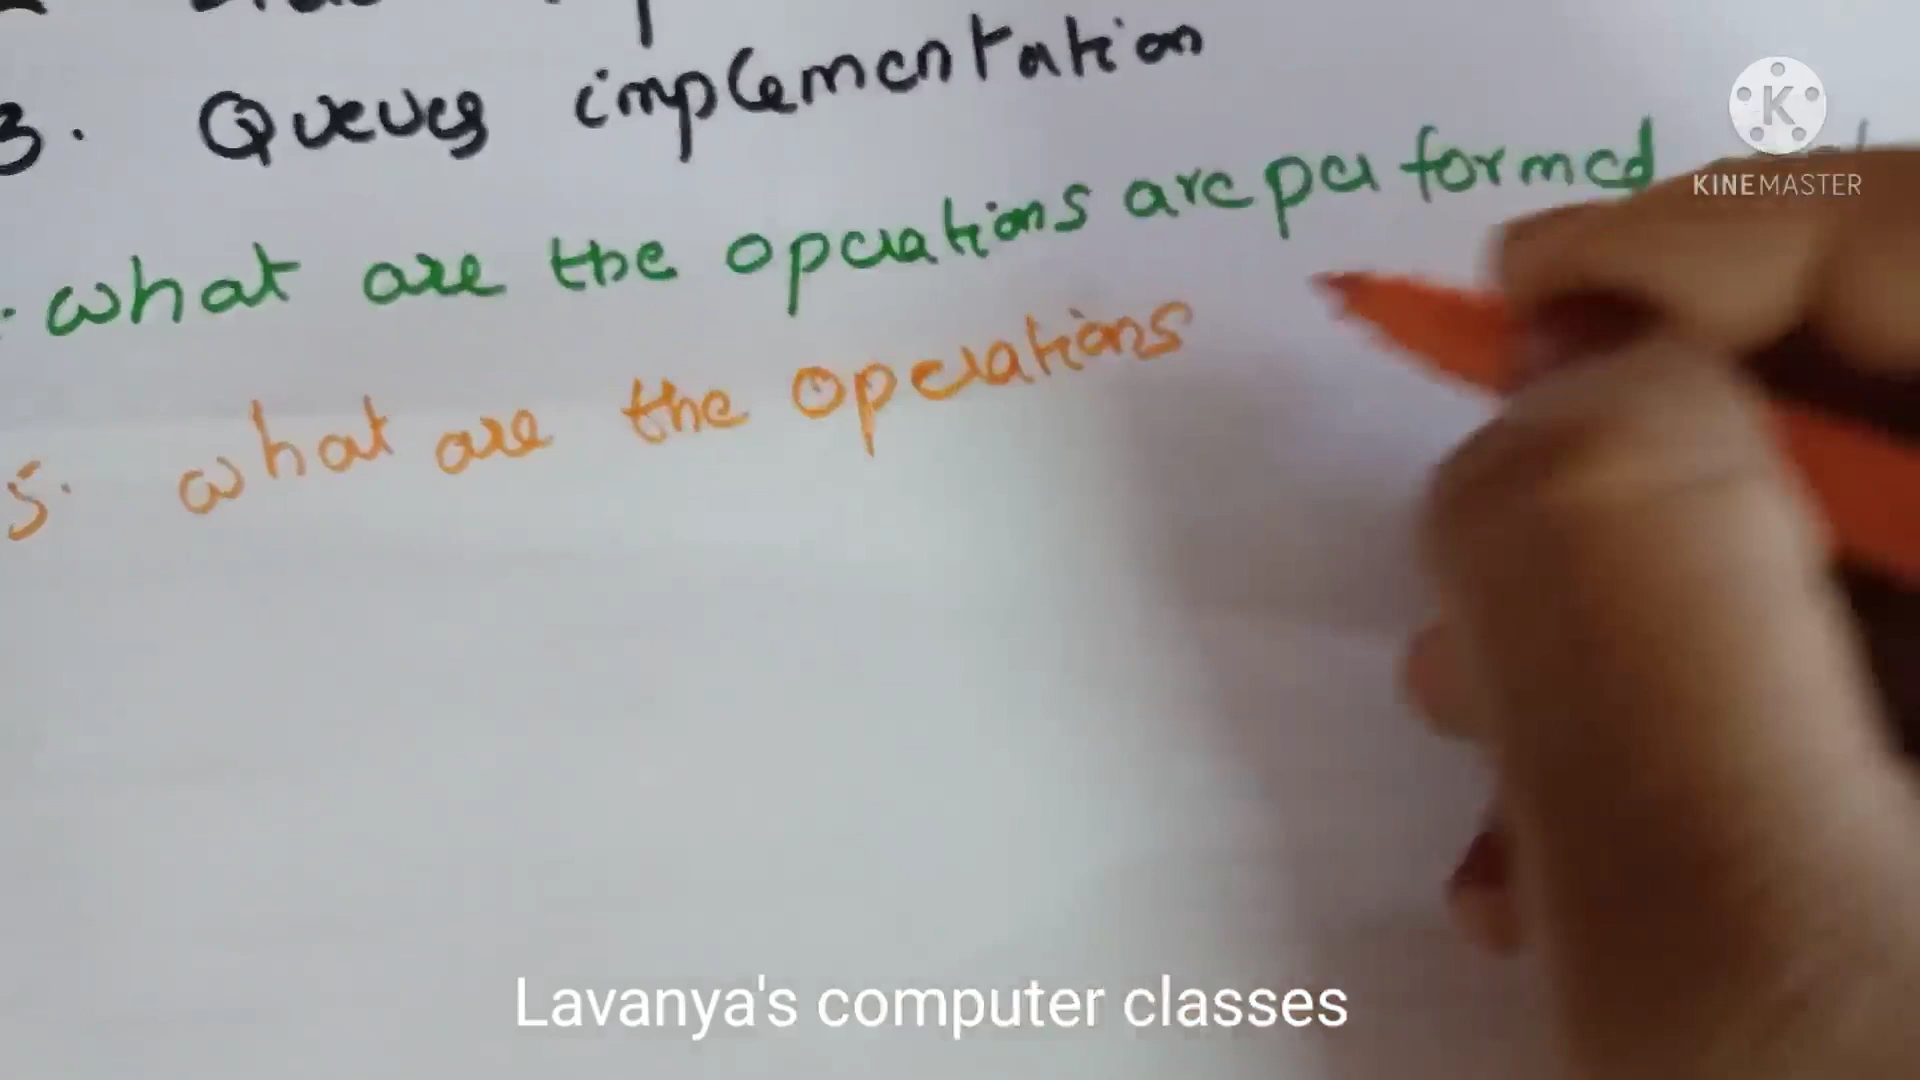 3. Queues implementation
What are the operations are performed
5. What are the operations
KINEMASTER
Lavanya's computer classes